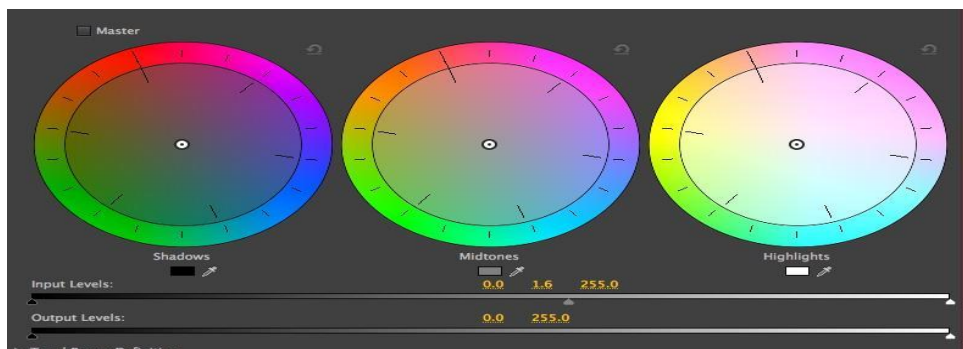 Master
Shadows Midtones Highlights
Input Levels: 0.0 1.6 255.0
Output Levels: 0.0 255.0